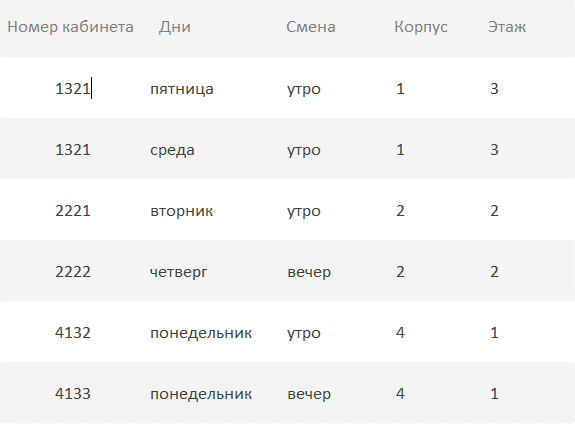 Номер кабинета Дни Смена Корпус Этаж
1321 пятница утро 1 3
1321 среда утро 1 3
2221 вторник утро 2 2
2222 четверг вечер 2 2
4132 понедельник утро 4 1
4133 понедельник вечер 4 1